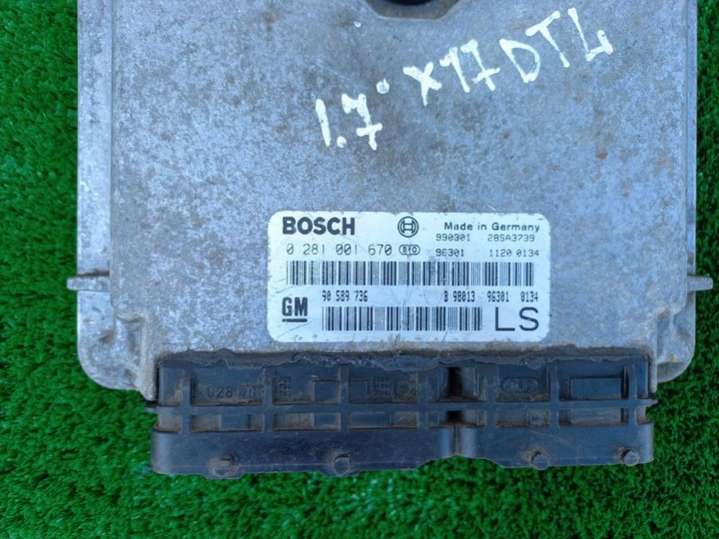 1.7 X17DTL
BOSCH Made in Germany
990301 28SA3739
0 281 001 670 96301 1120 0134
GM 90 589 736 B 98013 96301 0134
LS